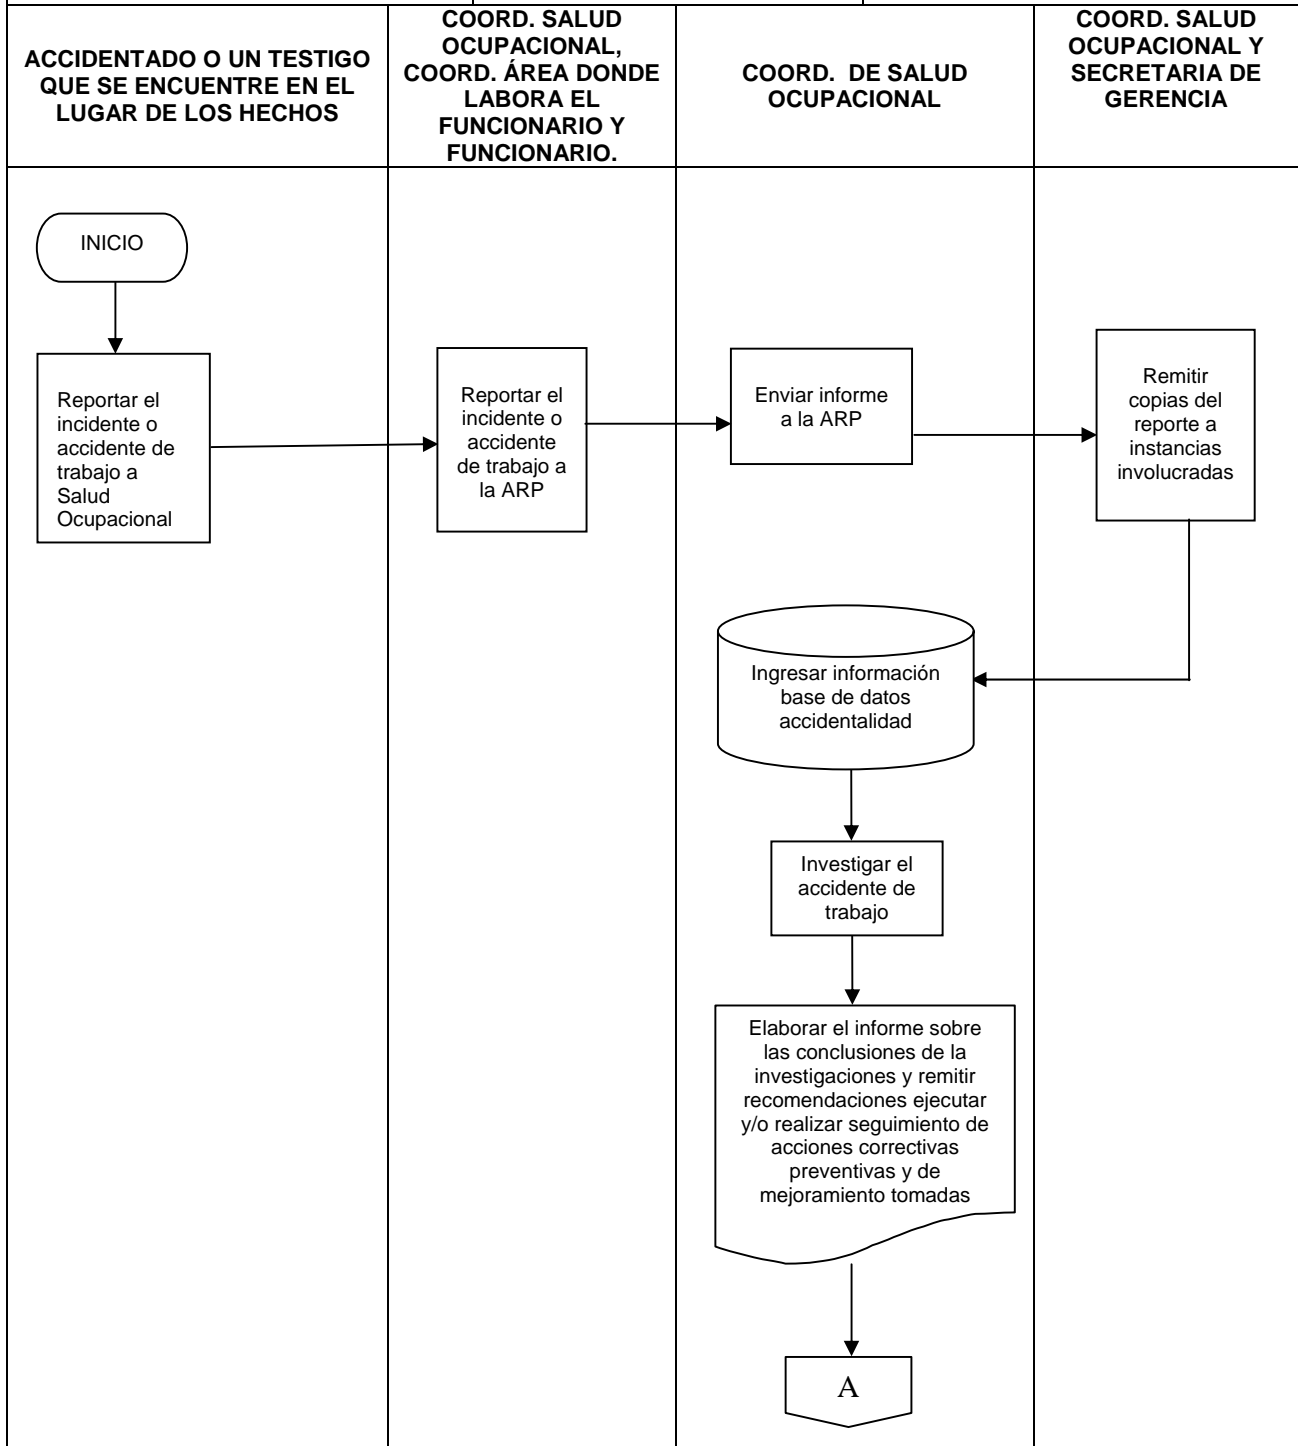 ACCIDENTADO O UN TESTIGO
QUE SE ENCUENTRE EN EL
LUGAR DE LOS HECHOS
COORD. SALUD
OCUPACIONAL,
COORD. ÁREA DONDE
LABORA EL
FUNCIONARIO Y
FUNCIONARIO.
COORD. DE SALUD
OCUPACIONAL
COORD. SALUD
OCUPACIONAL Y
SECRETARIA DE
GERENCIA
INICIO
Reportar el
incidente o
accidente de
trabajo a
Salud
Ocupacional
Reportar el
incidente o
accidente
de trabajo a
la ARP
Enviar informe
a la ARP
Remitir
copias del
reporte a
instancias
involucradas
Ingresar información
base de datos
accidentalidad
Investigar el
accidente de
trabajo
Elaborar el informe sobre
las conclusiones de la
investigaciones y remitir
recomendaciones ejecutar
y/o realizar seguimiento de
acciones correctivas
preventivas y de
mejoramiento tomadas
A